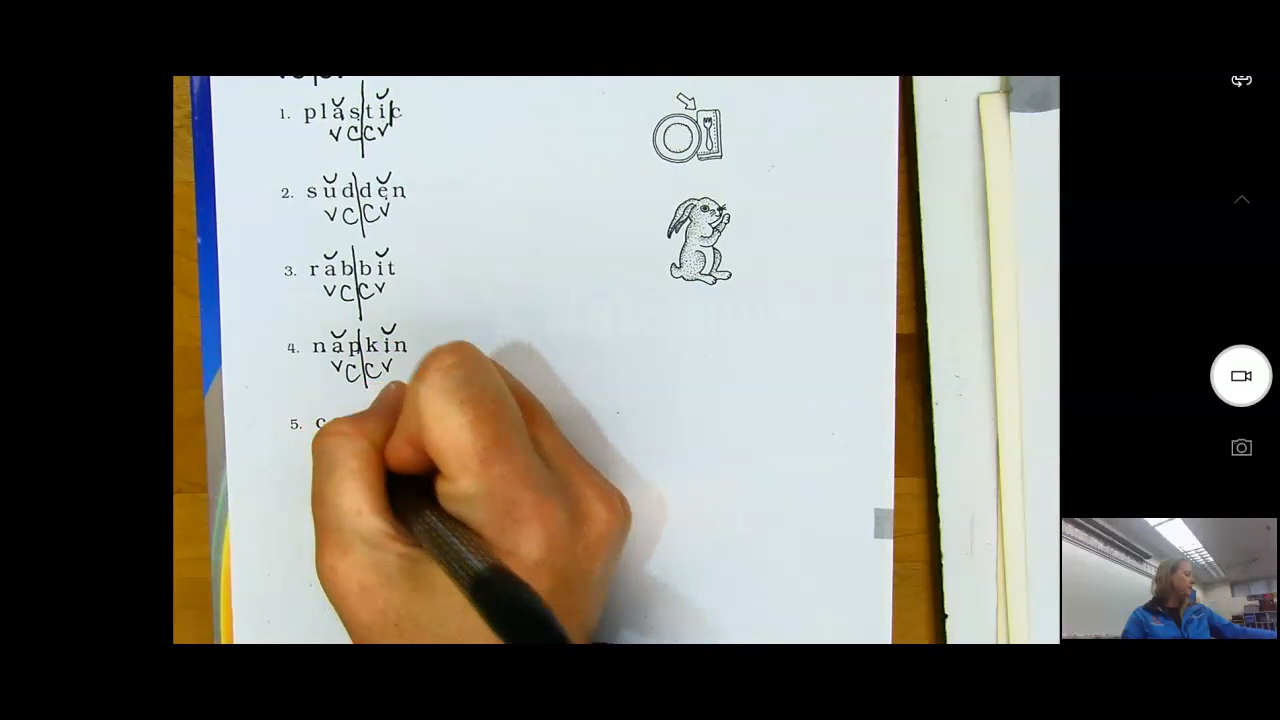 1. plastic
VCCV
2. sudden
VCCV
3. rabbit
VCCV
4. napkin
VCCV
5. c